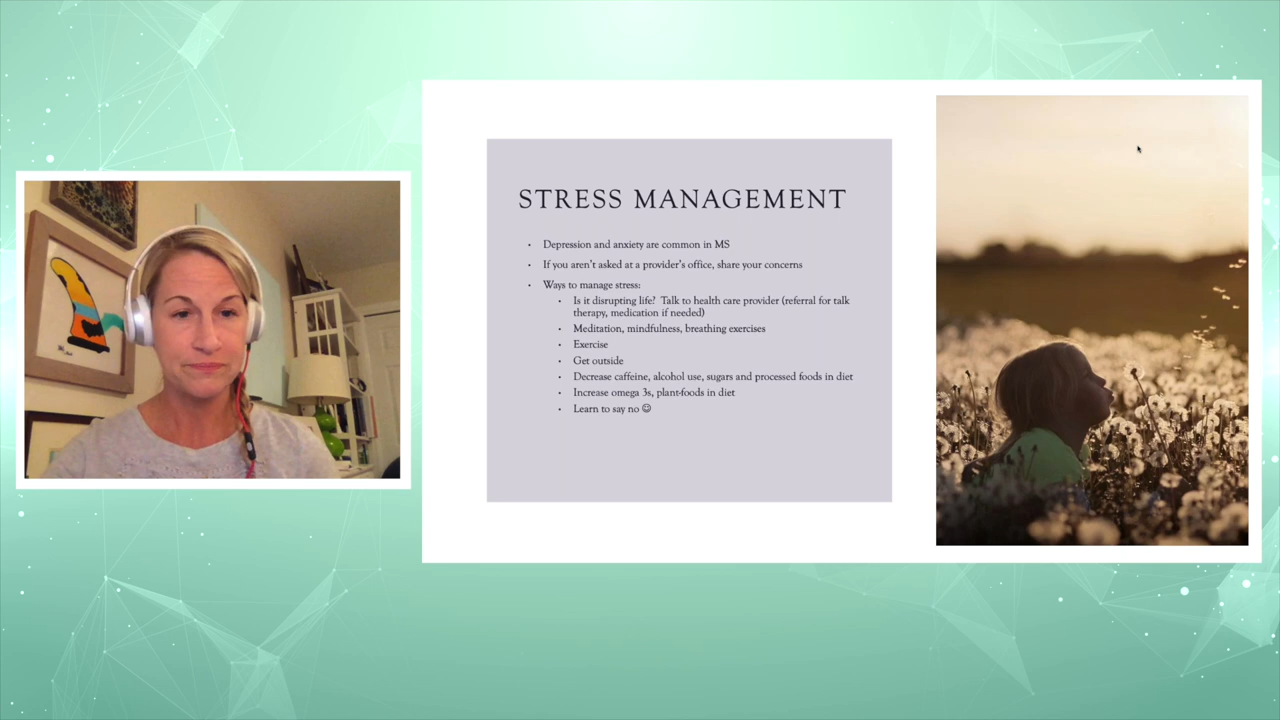 STRESS MANAGEMENT
• Depression and anxiety are common in MS
• If you aren't asked at a provider's office, share your concerns
• Ways to manage stress:
• Is it disrupting life?  Talk to health care provider (referral for talk
therapy, medication if needed)
• Meditation, mindfulness, breathing exercises
• Exercise
• Get outside
• Decrease caffeine, alcohol use, sugars and processed foods in diet
• Increase omega 3s, plant-foods in diet
• Learn to say no ☺